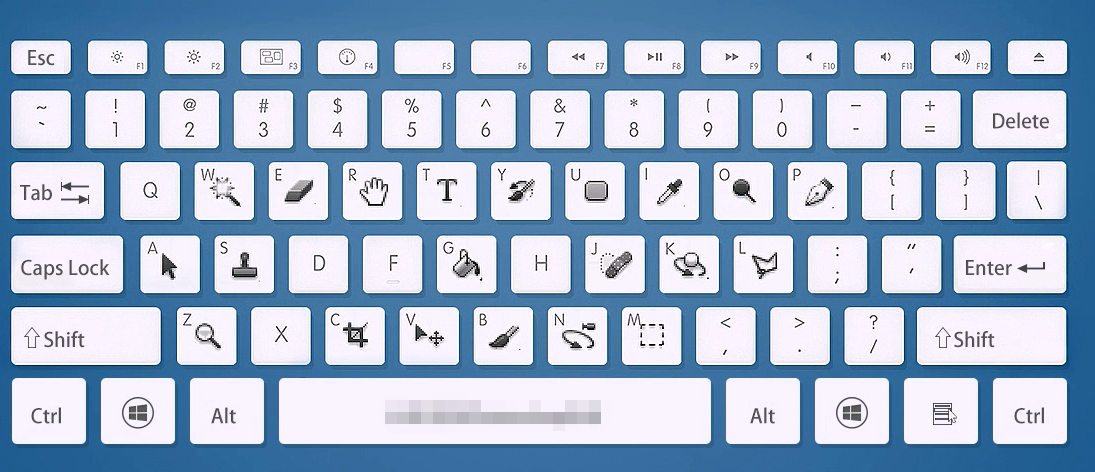 Esc F1 F2 F3 F4 F5 F6 F7 F8 F9 F10 F11 F12
~ ! @ # $ % ^ & * ( ) – +
` 1 2 3 4 5 6 7 8 9 0 - = Delete
Tab Q W E R T Y U I O P { } |
[ ] \
Caps Lock A S D F G H J K L : " Enter
; '
Shift Z X C V B N M < > ? Shift
, . /
Ctrl Alt Alt Ctrl